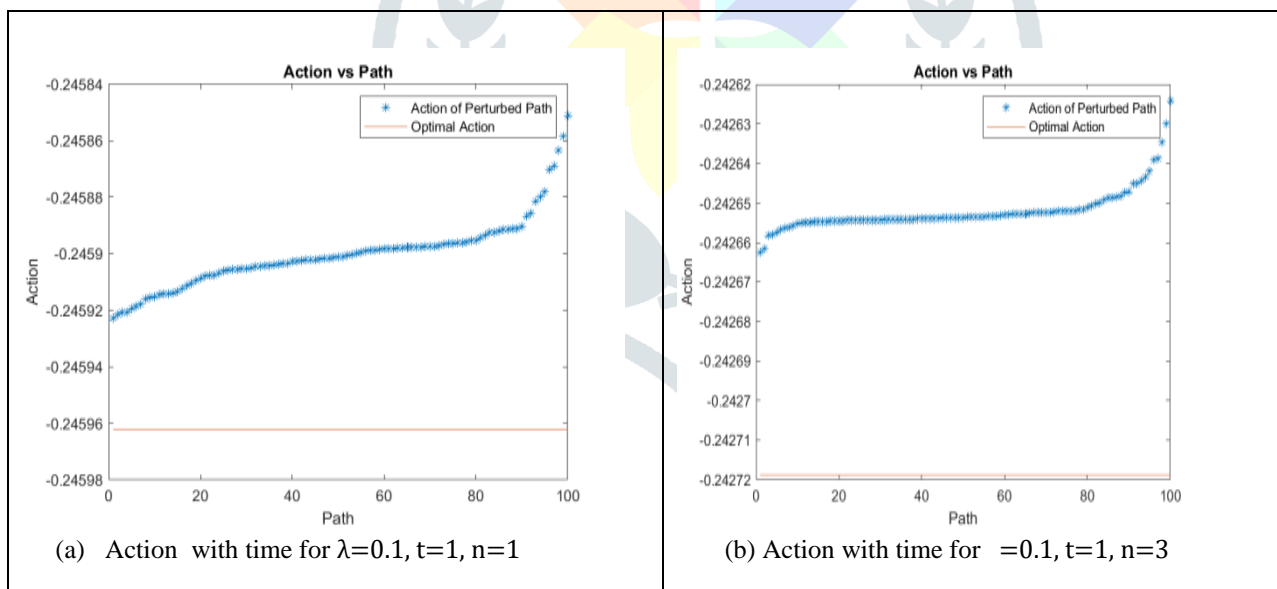 Action vs Path
-0.24584
-0.24586
-0.24588
-0.2459
-0.24592
-0.24594
-0.24596
-0.24598
Action
Action of Perturbed Path
Optimal Action
0 20 40 60 80 100
Path
(a) Action with time for λ=0.1, t=1, n=1
Action vs Path
-0.24262
-0.24263
-0.24264
-0.24265
-0.24266
-0.24267
-0.24268
-0.24269
-0.2427
-0.24271
-0.24272
Action
Action of Perturbed Path
Optimal Action
0 20 40 60 80 100
Path
(b) Action with time for =0.1, t=1, n=3